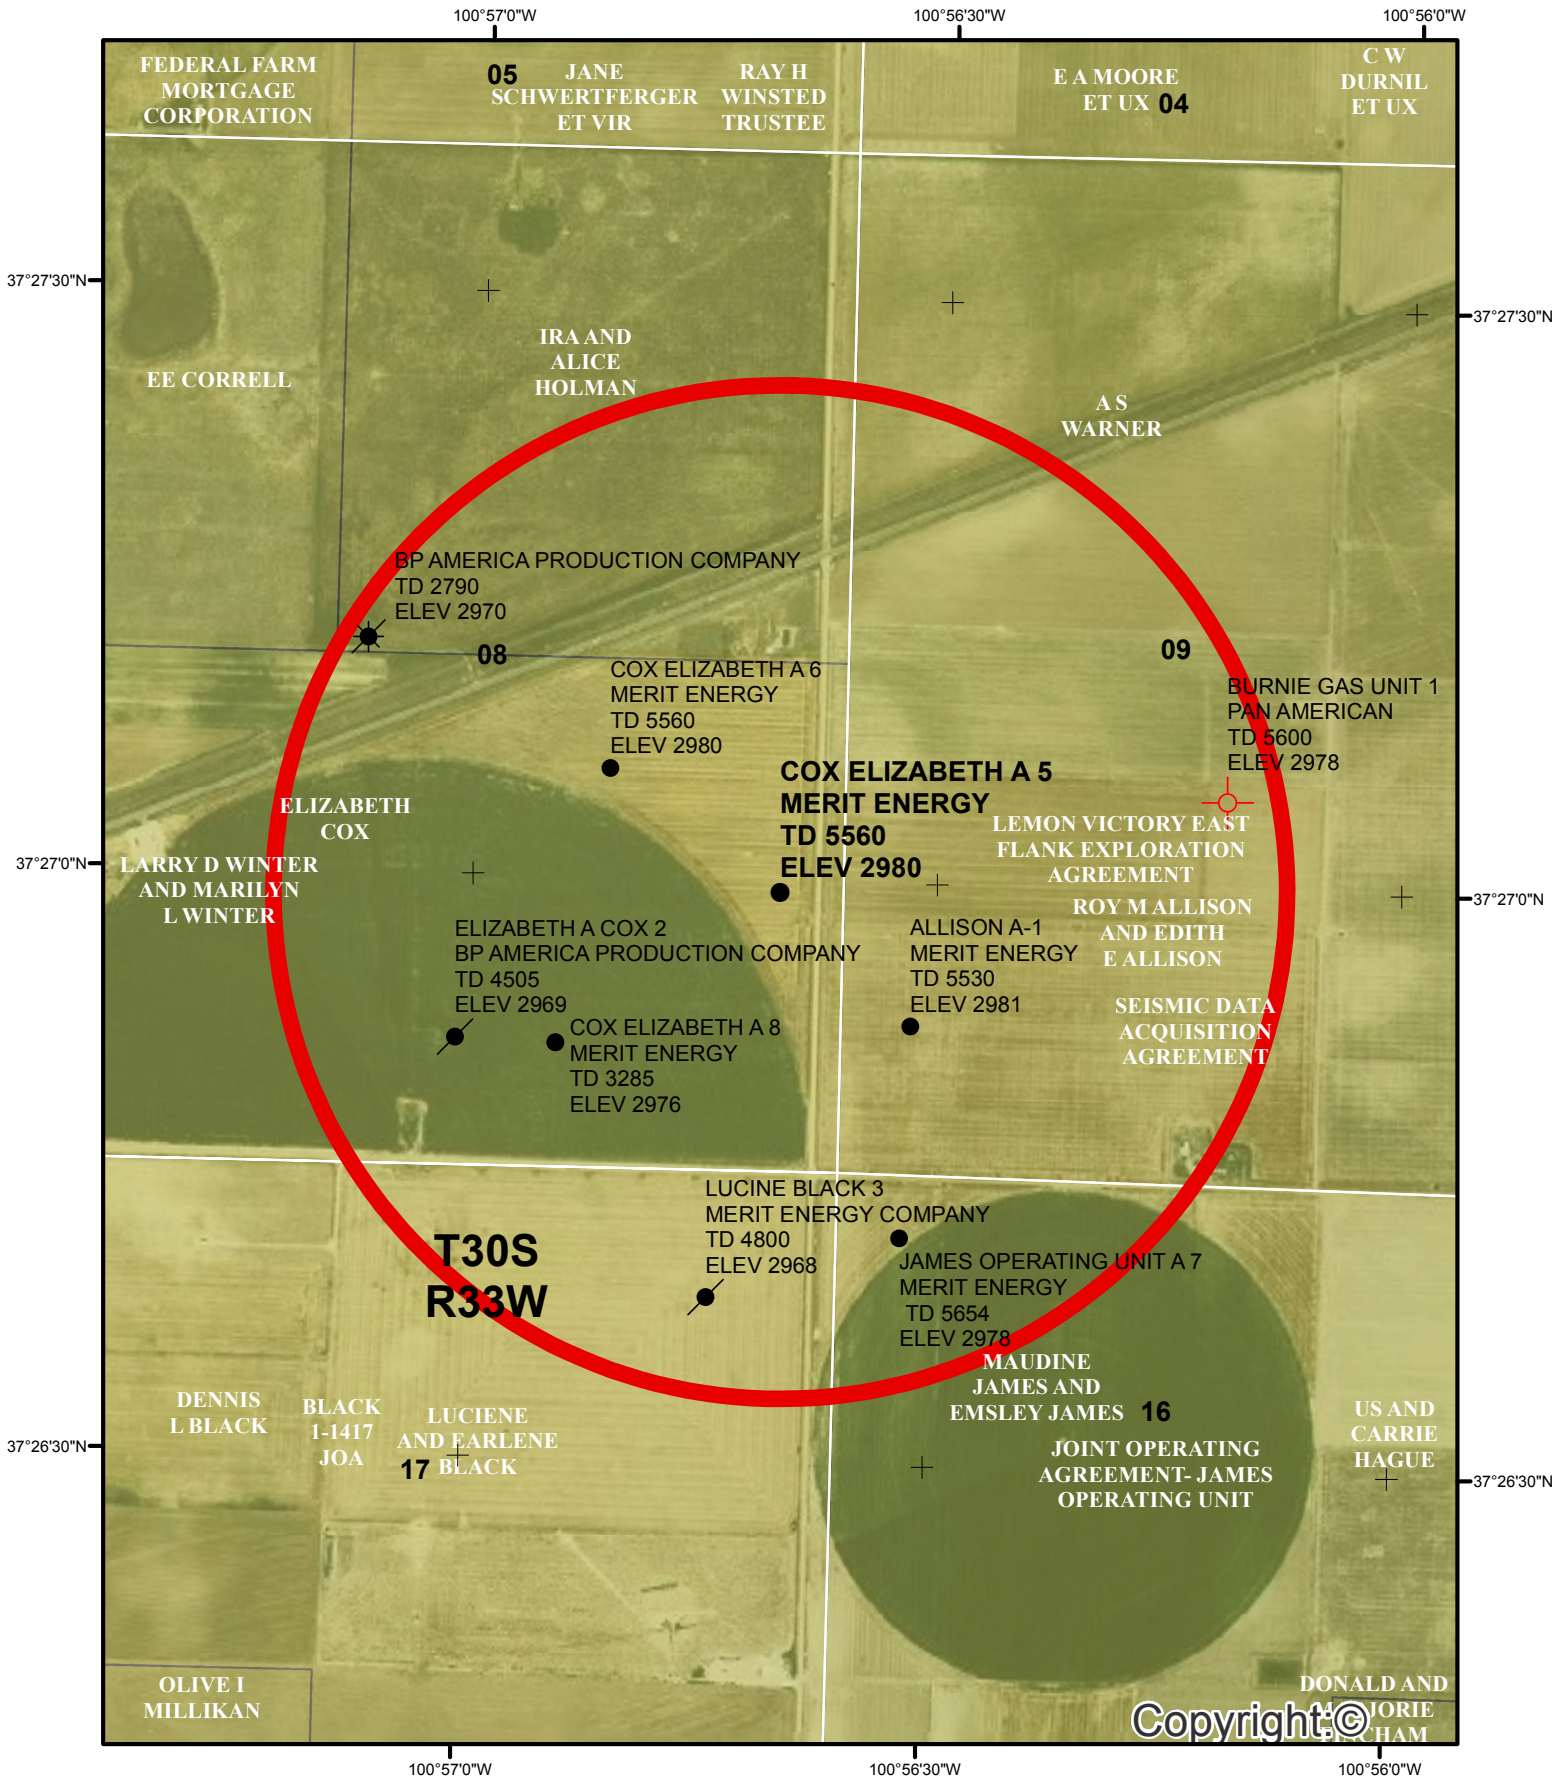 100°57'0"W
100°56'30"W
100°56'0"W
FEDERAL FARM
MORTGAGE
CORPORATION
05
JANE
SCHWERTFERGER
ET VIR
RAY H
WINSTED
TRUSTEE
E A MOORE
ET UX
04
C W
DURNIL
ET UX
37°27'30"N
37°27'30"N
EE CORRELL
IRA AND
ALICE
HOLMAN
A S
WARNER
BP AMERICA PRODUCTION COMPANY
TD 2790
ELEV 2970
08
09
COX ELIZABETH A 6
MERIT ENERGY
TD 5560
ELEV 2980
BURNIE GAS UNIT 1
PAN AMERICAN
TD 5600
ELEV 2978
COX ELIZABETH A 5
MERIT ENERGY
TD 5560
ELEV 2980
ELIZABETH
COX
LEMON VICTORY EAST
FLANK EXPLORATION
AGREEMENT
37°27'0"N
37°27'0"N
LARRY D WINTER
AND MARILYN
L WINTER
ROY M ALLISON
AND EDITH
E ALLISON
ELIZABETH A COX 2
BP AMERICA PRODUCTION COMPANY
TD 4505
ELEV 2969
ALLISON A-1
MERIT ENERGY
TD 5530
ELEV 2981
SEISMIC DATA
ACQUISITION
AGREEMENT
COX ELIZABETH A 8
MERIT ENERGY
TD 3285
ELEV 2976
LUCINE BLACK 3
MERIT ENERGY COMPANY
TD 4800
ELEV 2968
T30S
R33W
JAMES OPERATING UNIT A 7
MERIT ENERGY
TD 5654
ELEV 2978
MAUDINE
JAMES AND
EMSLEY JAMES
16
DENNIS
L BLACK
BLACK
1-1417
JOA
LUCIENE
AND EARLENE
BLACK
17
US AND
CARRIE
HAGUE
JOINT OPERATING
AGREEMENT- JAMES
OPERATING UNIT
37°26'30"N
37°26'30"N
OLIVE I
MILLIKAN
DONALD AND
Copyright:©
100°57'0"W
100°56'30"W
100°56'0"W